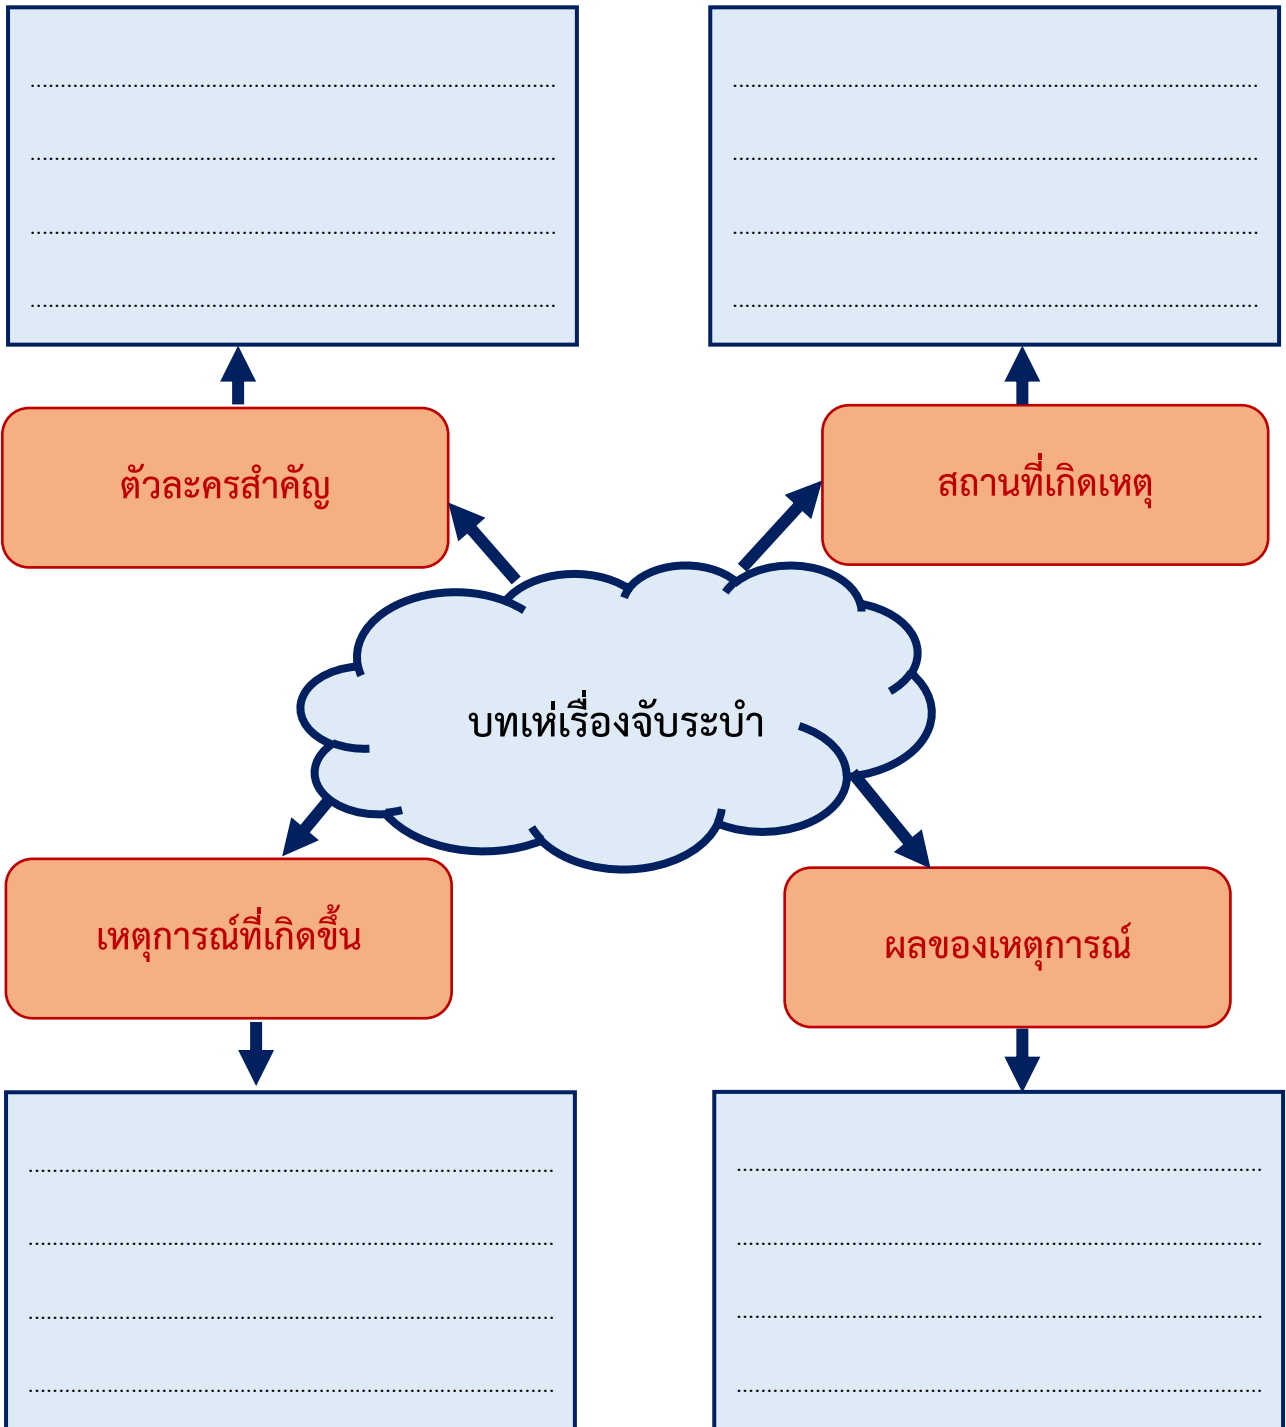 ตัวละครสำคัญ
สถานที่เกิดเหตุ
บทเห่เรื่องจับระบำ
เหตุการณ์ที่เกิดขึ้น
ผลของเหตุการณ์